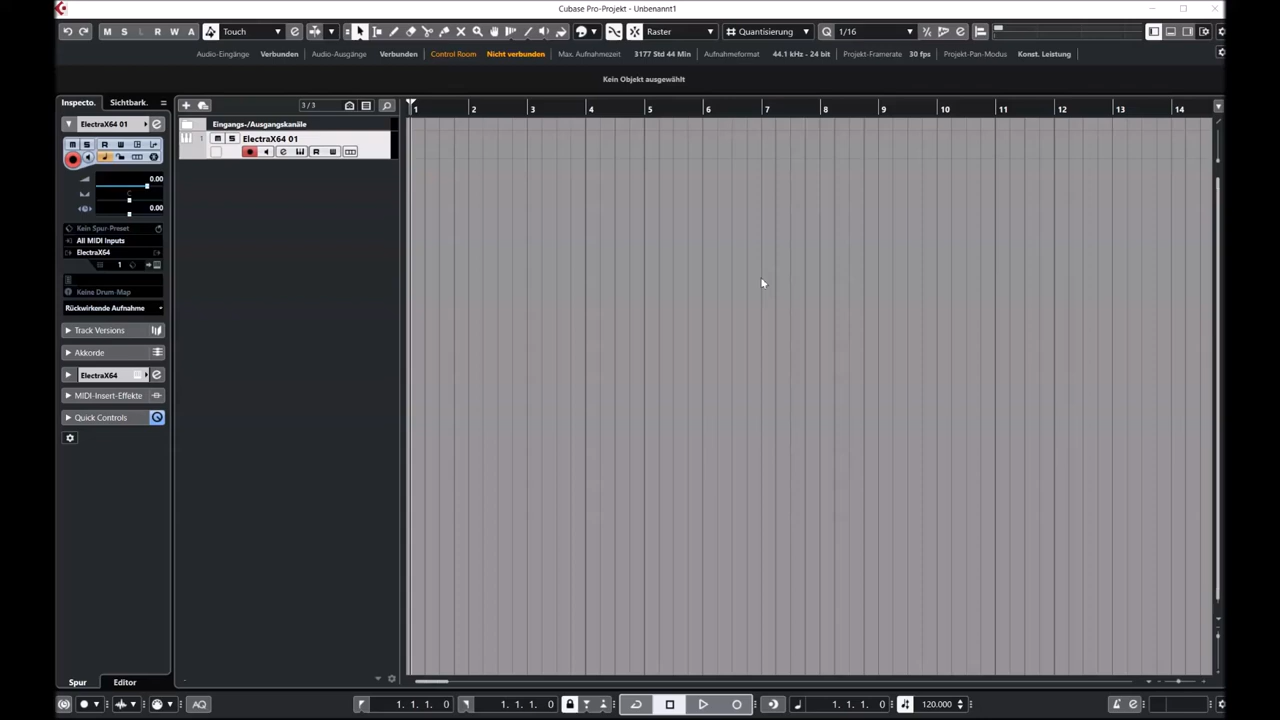 Cubase Pro-Projekt - Unbenannt1
M S L R W A Touch Raster Quantisierung 1/16
Audio-Eingänge Verbunden Audio-Ausgänge Verbunden Control Room Nicht verbunden Max. Aufnahmezeit 3177 Std 44 Min Aufnahmeformat 44.1 kHz - 24 bit Projekt-Framerate 30 fps Projekt-Pan-Modus Konst. Leistung
Kein Objekt ausgewählt
Inspecto. Sichtbark. 3 / 3 1 2 3 4 5 6 7 8 9 10 11 12 13 14
ElectraX64 01 Eingangs-/Ausgangskanäle
1 M S ElectraX64 01
M S R W
R W
0.00
C
0.00
Kein Spur-Preset
All MIDI Inputs
ElectraX64
1
Keine Drum-Map
Rückwirkende Aufnahme
Track Versions
Akkorde
ElectraX64
MIDI-Insert-Effekte
Quick Controls
Spur Editor
AQ 1. 1. 1. 0 1. 1. 1. 0 1. 1. 1. 0 120.000